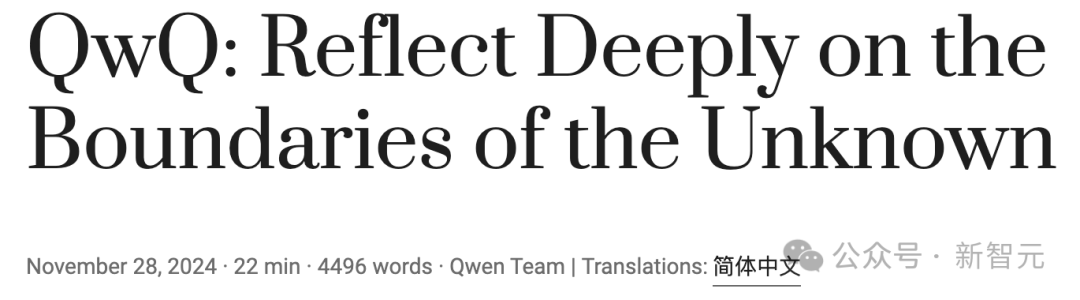 QwQ: Reflect Deeply on the
Boundaries of the Unknown
November 28, 2024 · 22 min · 4496 words · Qwen Team | Translations: 简体中文
公众号 · 新智元